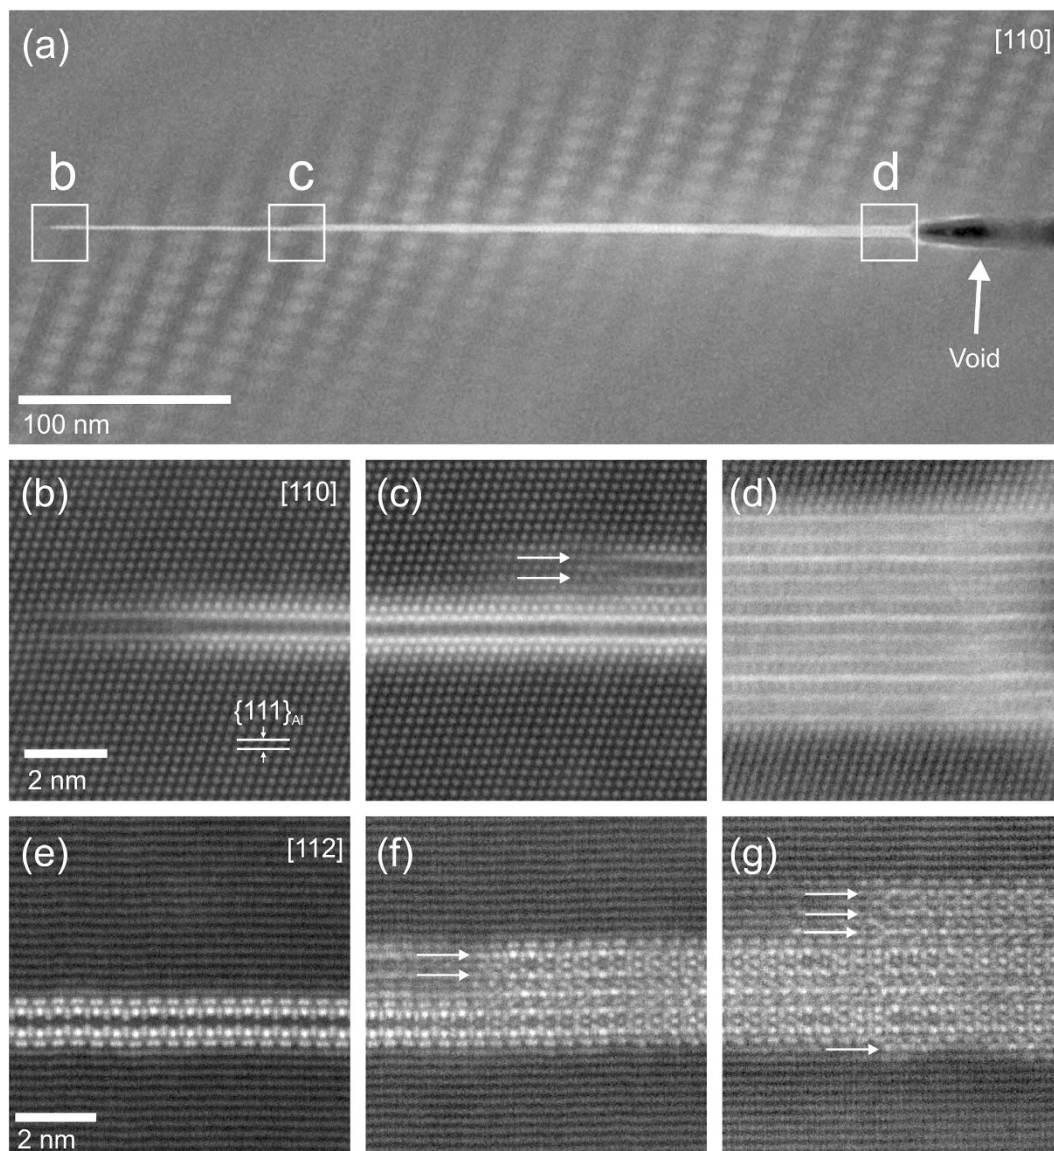 (a)
[110]
b
c
d
Void
100 nm
(b)
[110]
(c)
(d)
{111}Al
2 nm
(e)
[112]
(f)
(g)
2 nm